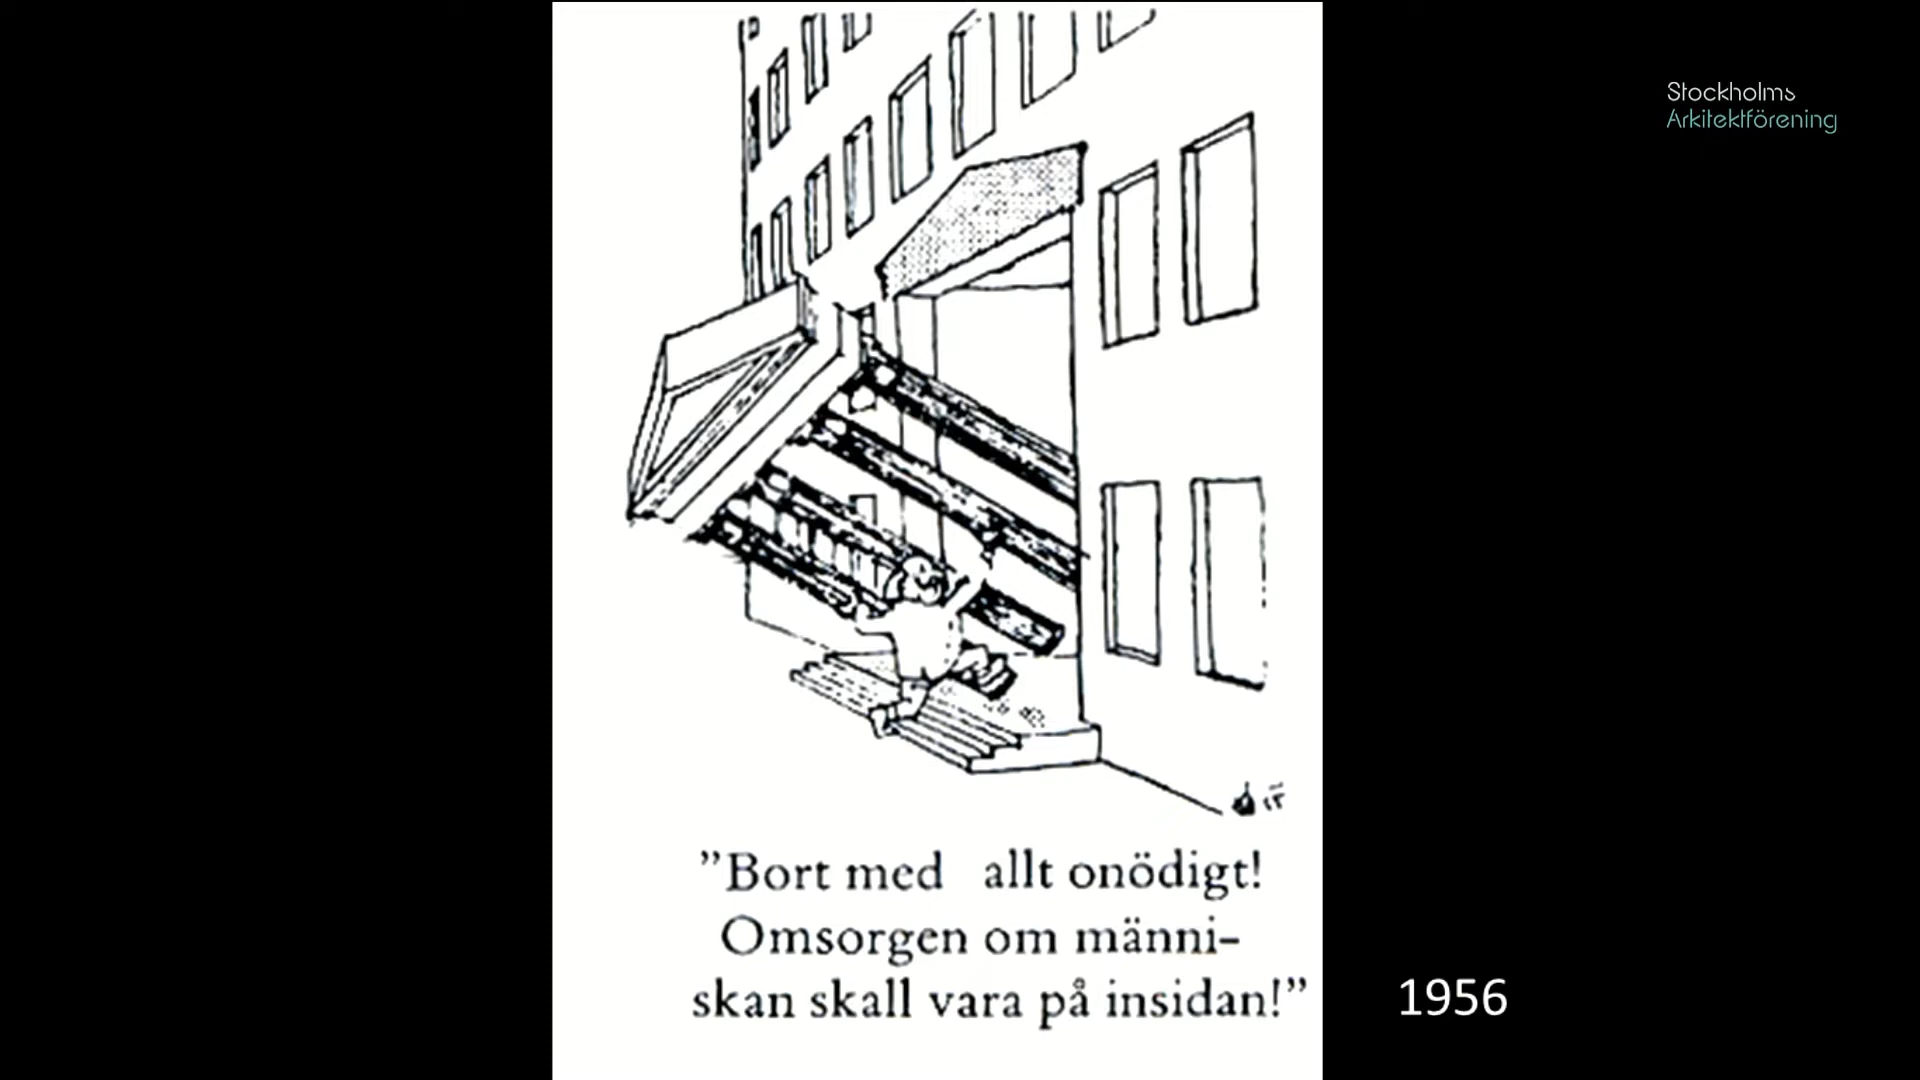 Stockholms
Arkitektförening
”Bort med allt onödigt!
Omsorgen om männi-
skan skall vara på insidan!”
1956